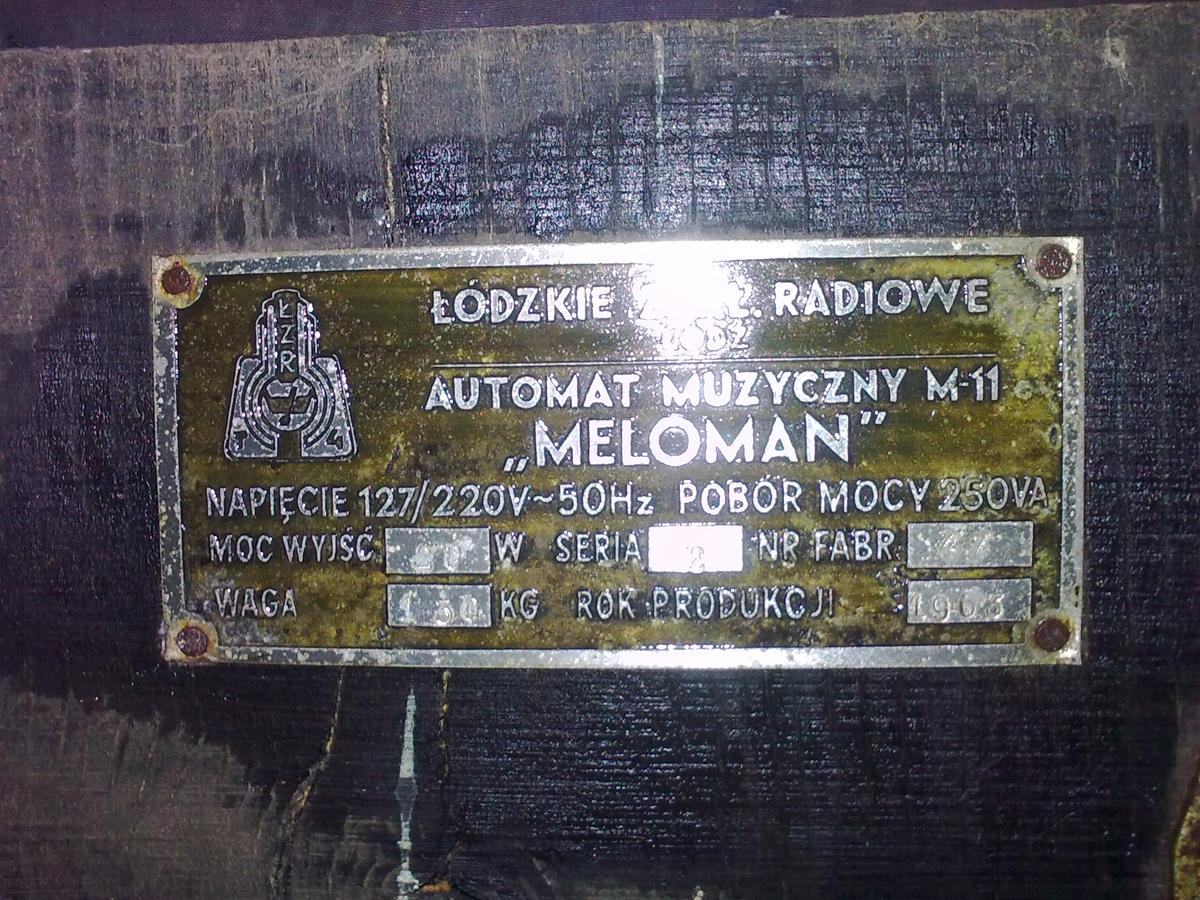 ŁZR
ŁÓDZKIE RADIOWE
AUTOMAT MUZYCZNY M-11
„MELOMAN”
NAPIĘCIE 127/220V~50Hz POBÓR MOCY 250VA
MOC WYJŚĆ W SERIA 2 NR FABR
WAGA KG ROK PRODUKCJI